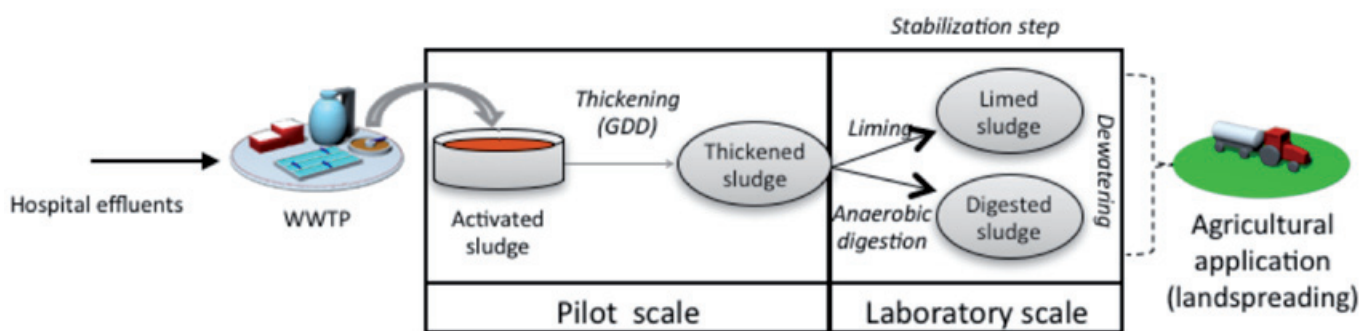 Stabilization step
Hospital effluents
WWTP
Activated
sludge
Thickening
(GDD)
Thickened
sludge
Liming
Anaerobic
digestion
Limed
sludge
Digested
sludge
Dewatering
Agricultural
application
(landspreading)
Pilot scale
Laboratory scale